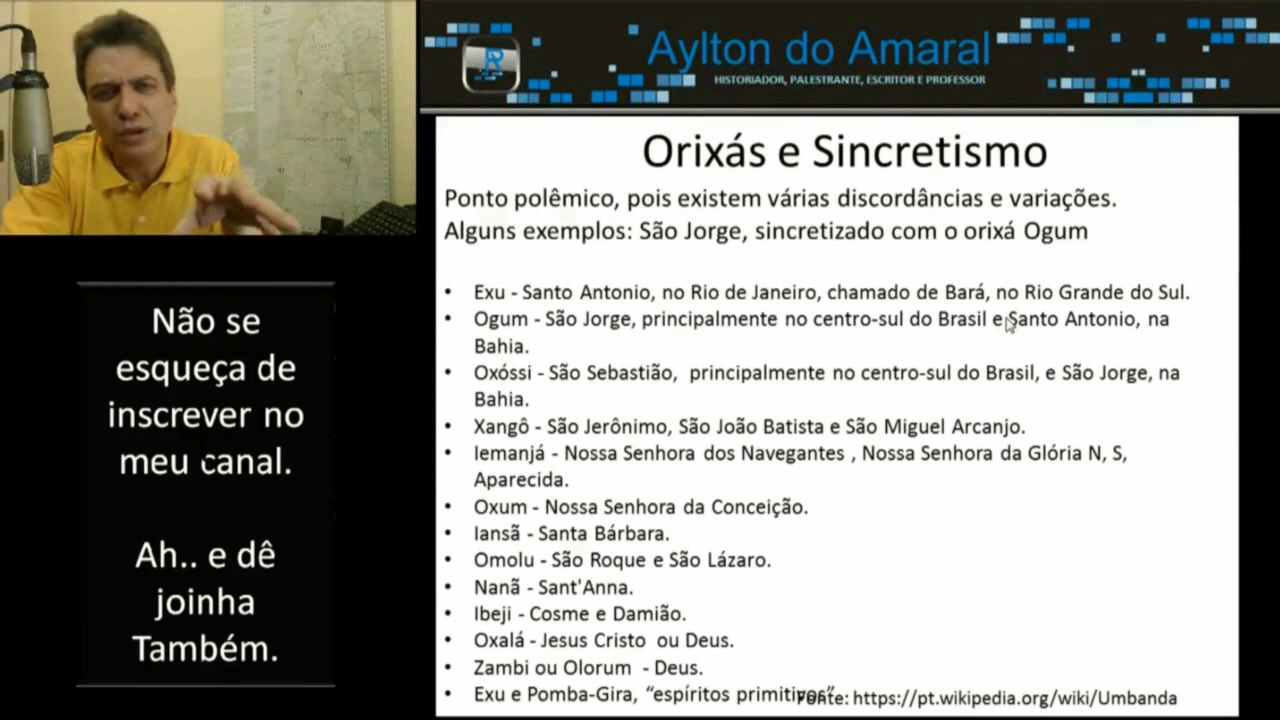 Aylton do Amaral
HISTORIADOR, PALESTRANTE, ESCRITOR E PROFESSOR
R
Orixás e Sincretismo
Ponto polêmico, pois existem várias discordâncias e variações.
Alguns exemplos: São Jorge, sincretizado com o orixá Ogum
• Exu - Santo Antonio, no Rio de Janeiro, chamado de Bará, no Rio Grande do Sul.
• Ogum - São Jorge, principalmente no centro-sul do Brasil e Santo Antonio, na
Bahia.
• Oxóssi - São Sebastião, principalmente no centro-sul do Brasil, e São Jorge, na
Bahia.
• Xangô - São Jerônimo, São João Batista e São Miguel Arcanjo.
• Iemanjá - Nossa Senhora dos Navegantes , Nossa Senhora da Glória N, S,
Aparecida.
• Oxum - Nossa Senhora da Conceição.
• Iansã - Santa Bárbara.
• Omolu - São Roque e São Lázaro.
• Nanã - Sant'Anna.
• Ibeji - Cosme e Damião.
• Oxalá - Jesus Cristo ou Deus.
• Zambi ou Olorum - Deus.
• Exu e Pomba-Gira, “espíritos primitivos”.
Fonte: https://pt.wikipedia.org/wiki/Umbanda
Não se
esqueça de
inscrever no
meu canal.
Ah.. e dê
joinha
Também.